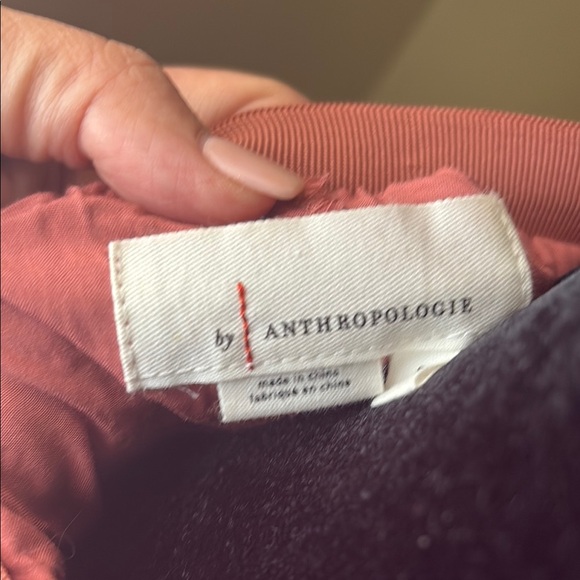 by ANTHROPOLOGIE
made in china
fabriqué en chine